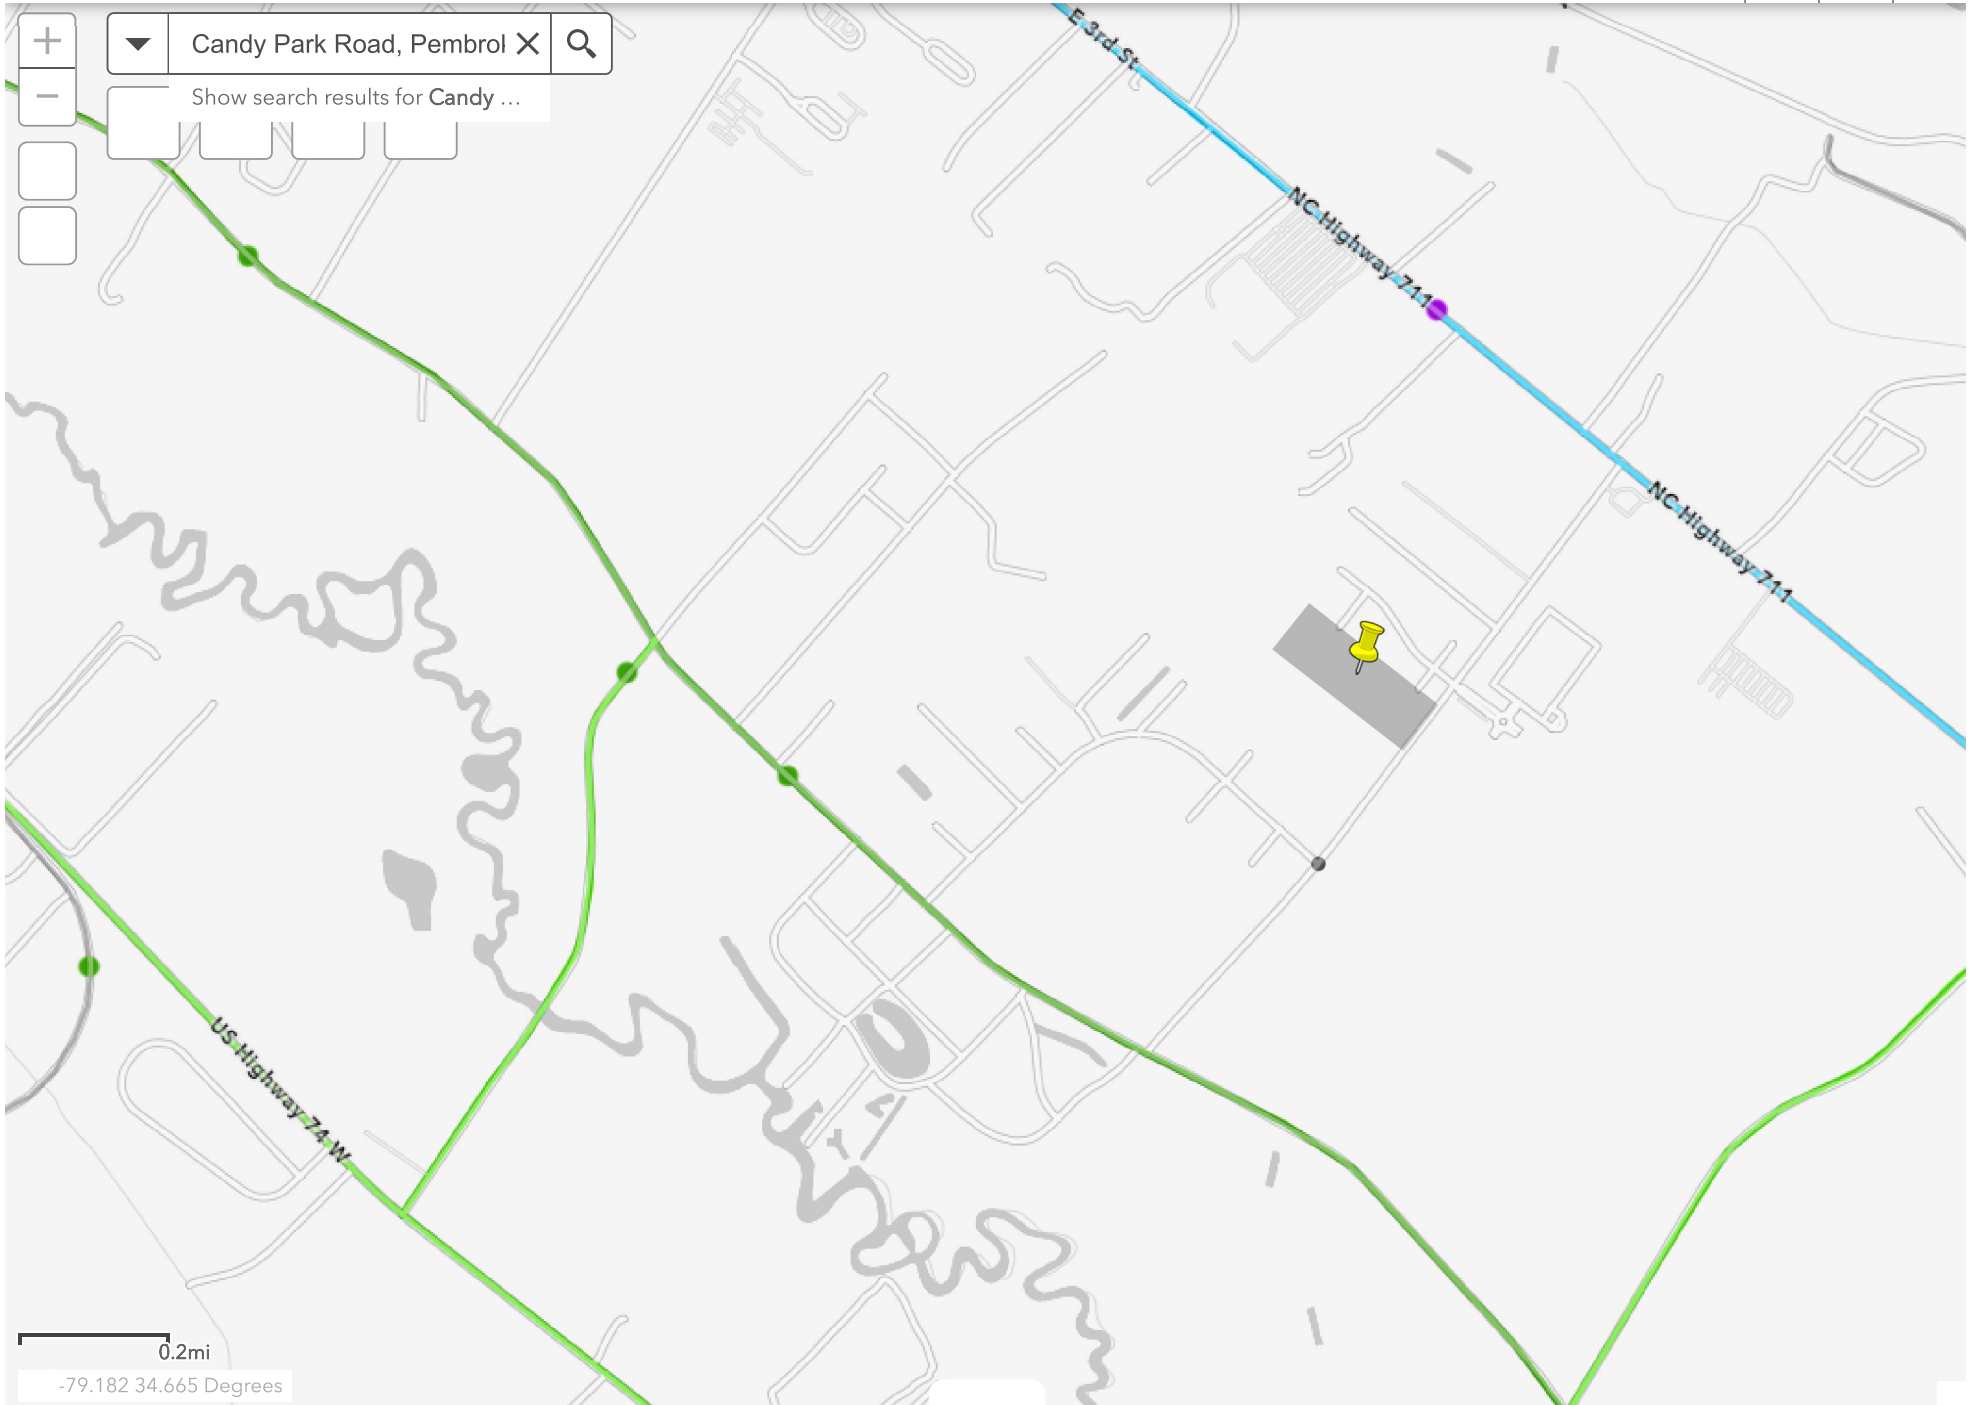 Candy Park Road, Pembrol
Show search results for Candy ...
E 3rd St
NC Highway 711
NC Highway 711
US Highway 74 W
0.2mi
-79.182 34.665 Degrees